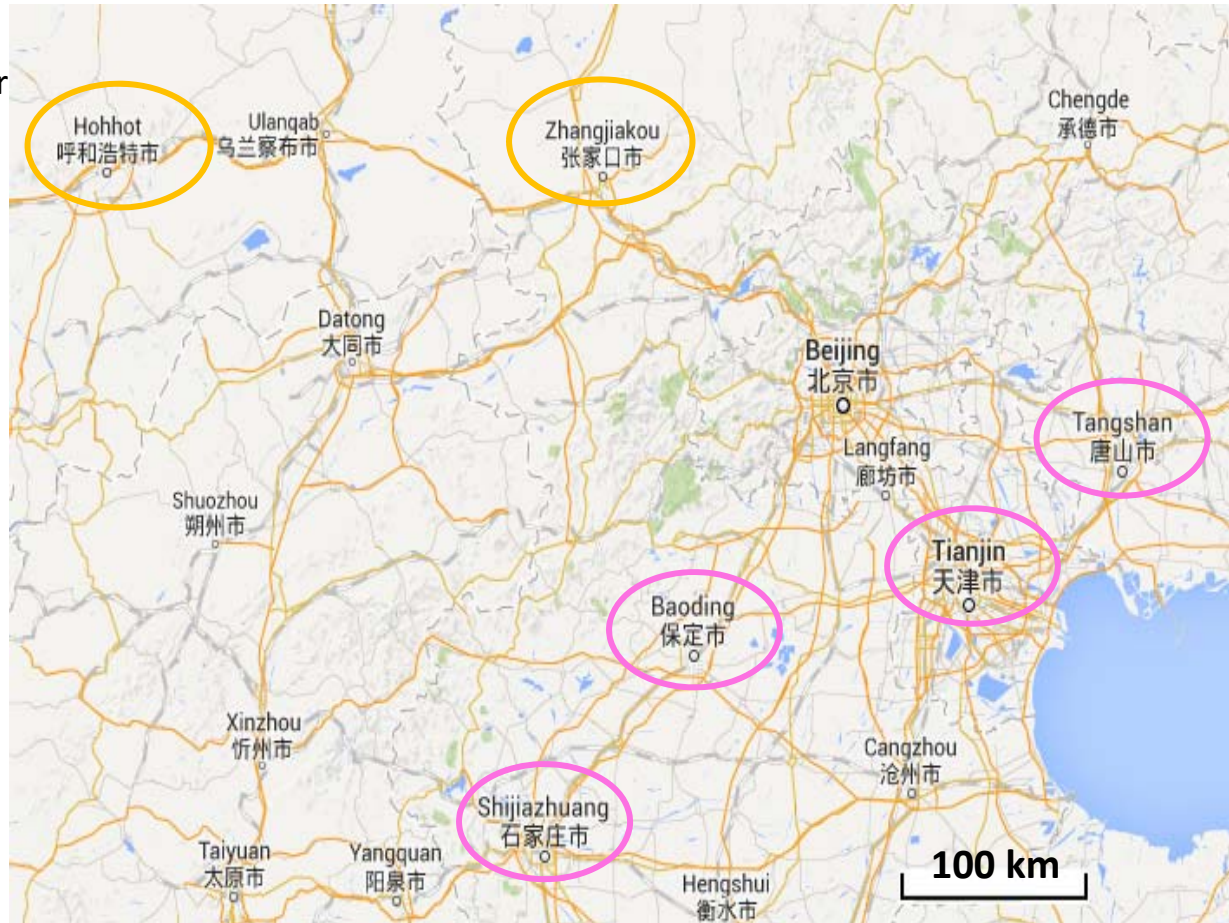 r
Hohhot
呼和浩特市
Ulanqab
乌兰察布市
Zhangjiakou
张家口市
Chengde
承德市
Datong
大同市
Beijing
北京市
Langfang
廊坊市
Tangshan
唐山市
Shuozhou
朔州市
Tianjin
天津市
Baoding
保定市
Xinzhou
忻州市
Cangzhou
沧州市
Shijiazhuang
石家庄市
Taiyuan
太原市
Yangquan
阳泉市
Hengshui
衡水市
100 km